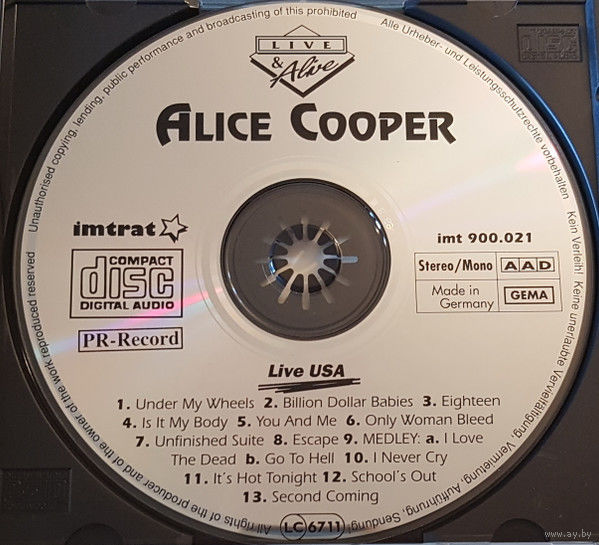 Unauthorised copying, lending, public performance and broadcasting of this prohibited
Alle Urheber- und Leistungsschutzrechte vorbehalten
Kein Verleih! Keine unerlaubte Vervielfältigung, Vermietung, Aufführung, Sendung!
LIVE
& Alive
ALICE COOPER
imtrat
COMPACT
disc
DIGITAL AUDIO
PR-Record
imt 900.021
Stereo/Mono AAD
Made in Germany GEMA
Live USA
1. Under My Wheels 2. Billion Dollar Babies 3. Eighteen
4. Is It My Body 5. You And Me 6. Only Woman Bleed
7. Unfinished Suite 8. Escape 9. MEDLEY: a. I Love
The Dead b. Go To Hell 10. I Never Cry
11. It's Hot Tonight 12. School's Out
13. Second Coming
LC 6711
All rights of the producer and of the owner of the work reproduced reserved
www.ay.by